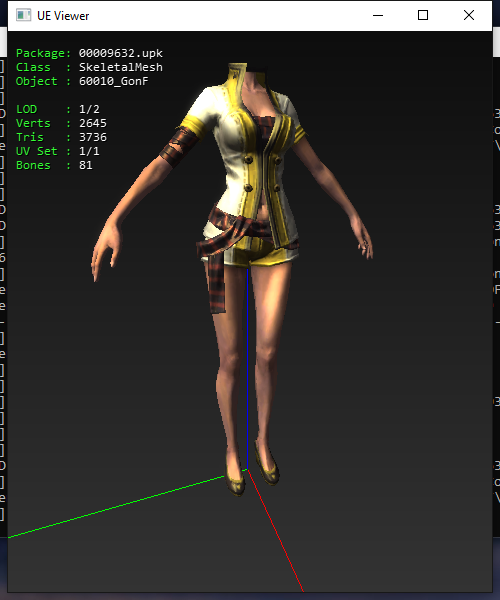 UE Viewer
Package: 00009632.upk
Class : SkeletalMesh
Object : 60010_GonF
LOD : 1/2
Verts : 2645
Tris : 3736
UV Set : 1/1
Bones : 81